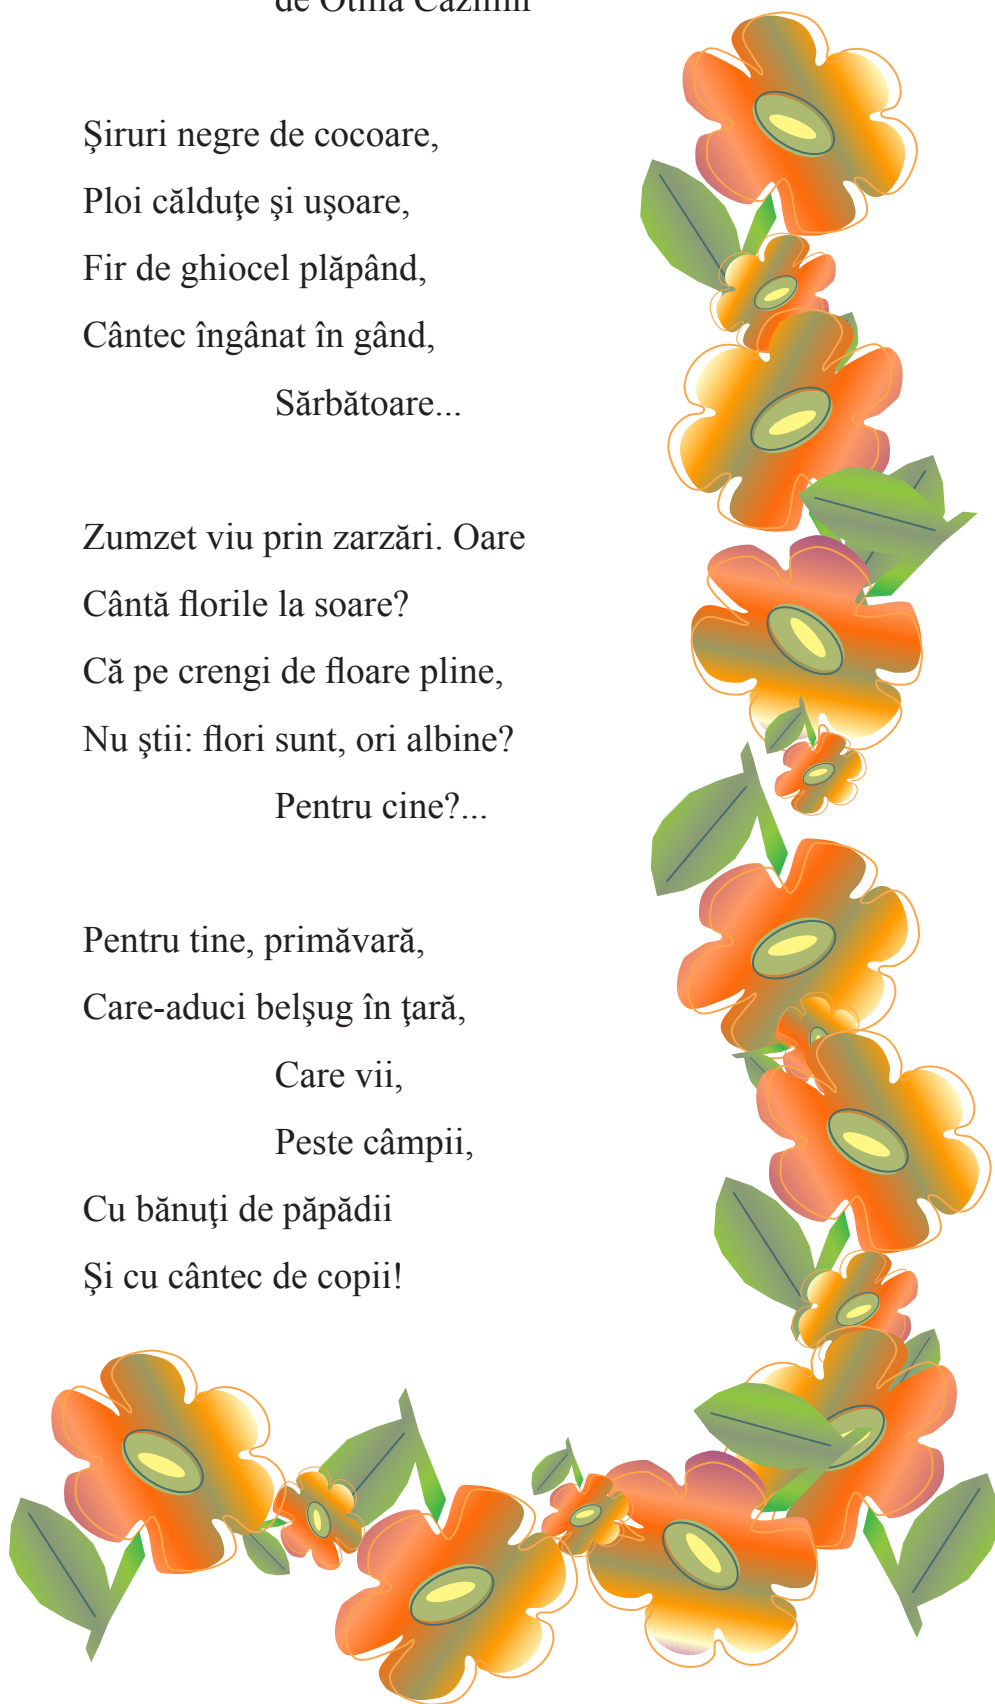 de Otilia Cazimir
Şiruri negre de cocoare,
Ploi călduţe şi uşoare,
Fir de ghiocel plăpând,
Cântec îngânat în gând,
Sărbătoare...
Zumzet viu prin zarzări. Oare
Cântă florile la soare?
Că pe crengi de floare pline,
Nu ştii: flori sunt, ori albine?
Pentru cine?...
Pentru tine, primăvară,
Care-aduci belşug în ţară,
Care vii,
Peste câmpii,
Cu bănuţi de păpădii
Şi cu cântec de copii!